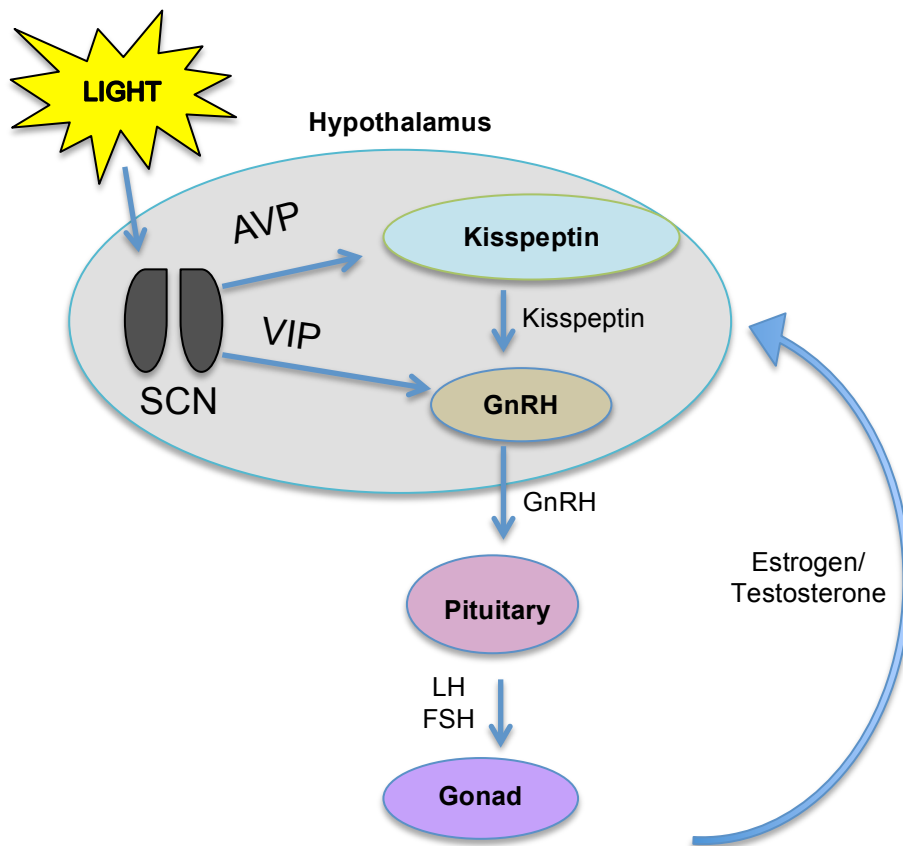 LIGHT
Hypothalamus
AVP
Kisspeptin
Kisspeptin
VIP
SCN
GnRH
GnRH
Estrogen/
Testosterone
Pituitary
LH
FSH
Gonad